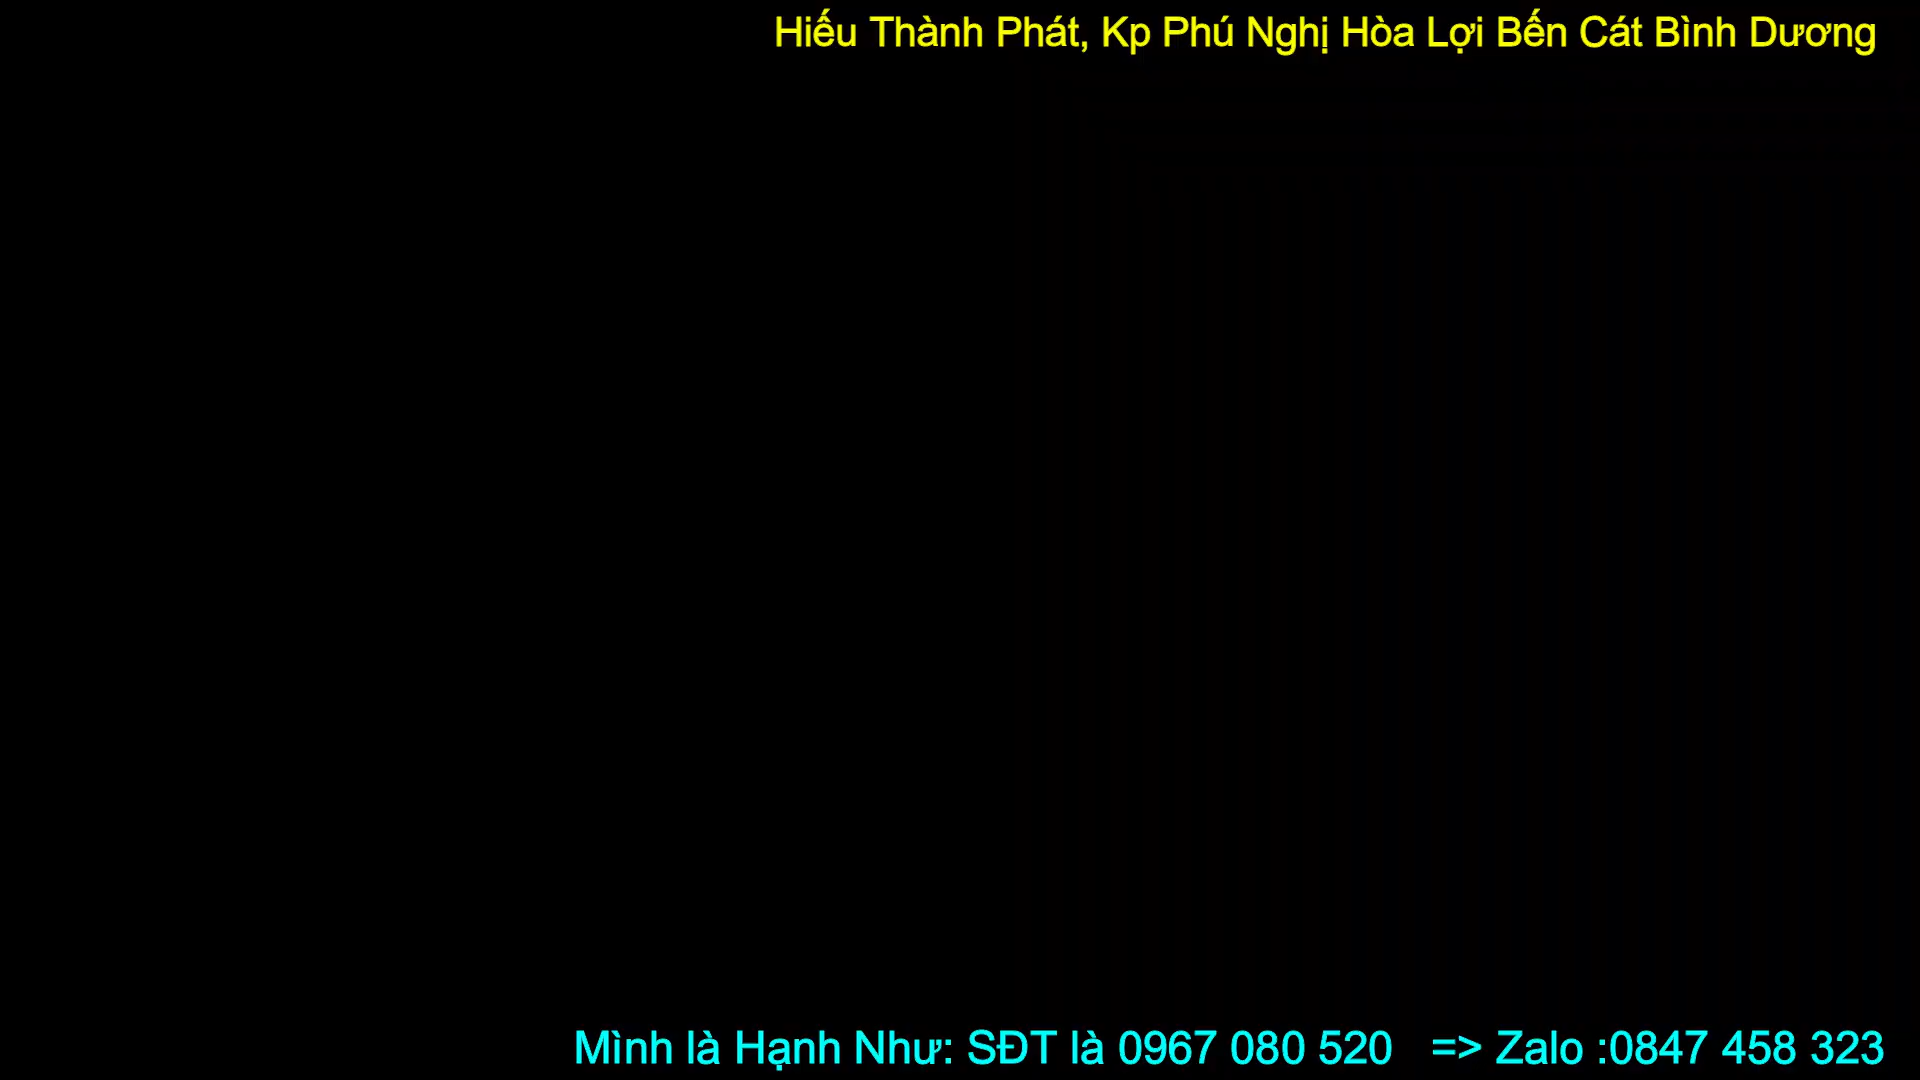 Hiếu Thành Phát, Kp Phú Nghị Hòa Lợi Bến Cát Bình Dương
Mình là Hạnh Như: SĐT là 0967 080 520 => Zalo :0847 458 323